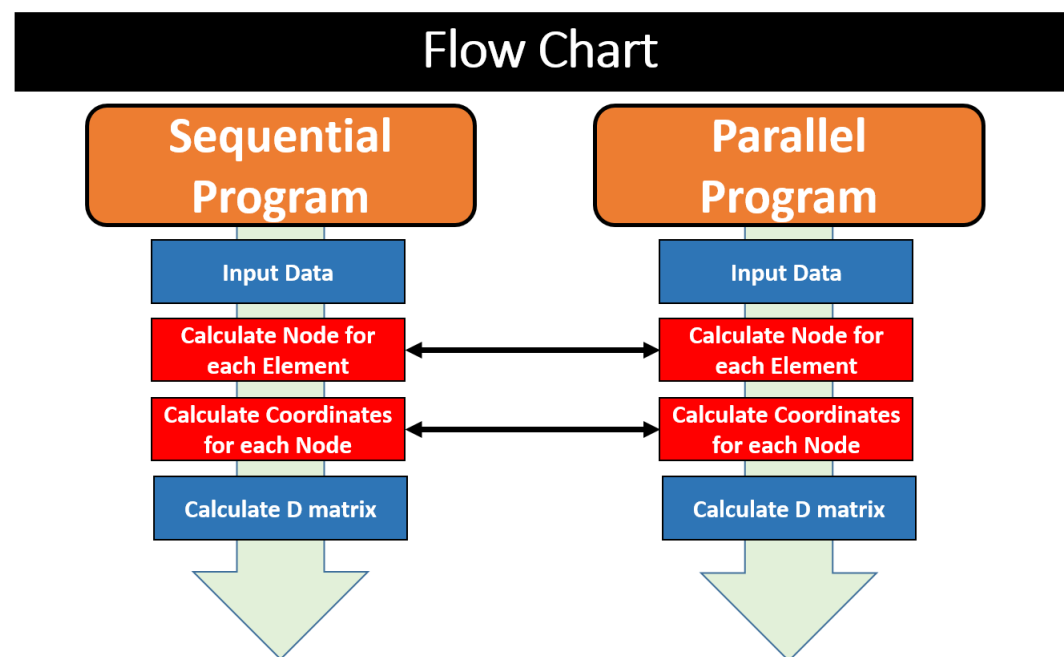 Flow Chart
Sequential
Program
Input Data
Calculate Node for
each Element
Calculate Coordinates
for each Node
Calculate D matrix
Parallel
Program
Input Data
Calculate Node for
each Element
Calculate Coordinates
for each Node
Calculate D matrix